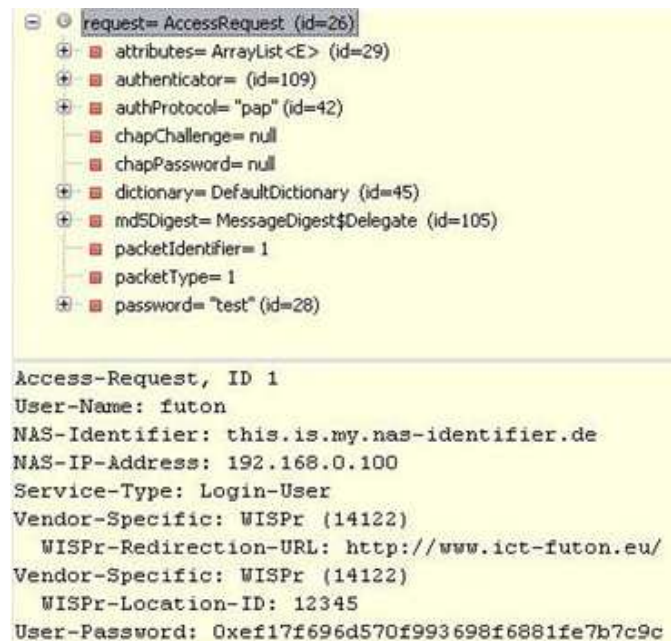 request= AccessRequest (id=26)
attributes= ArrayList<E> (id=29)
authenticator= (id=109)
authProtocol= "pap" (id=42)
chapChallenge= null
chapPassword= null
dictionary= DefaultDictionary (id=45)
md5Digest= MessageDigest$Delegate (id=105)
packetIdentifier= 1
packetType= 1
password= "test" (id=28)
Access-Request, ID 1
User-Name: futon
NAS-Identifier: this.is.my.nas-identifier.de
NAS-IP-Address: 192.168.0.100
Service-Type: Login-User
Vendor-Specific: WISPr (14122)
WISPr-Redirection-URL: http://www.ict-futon.eu/
Vendor-Specific: WISPr (14122)
WISPr-Location-ID: 12345
User-Password: 0xef17f696d570f993698f6881fe7b7c9c